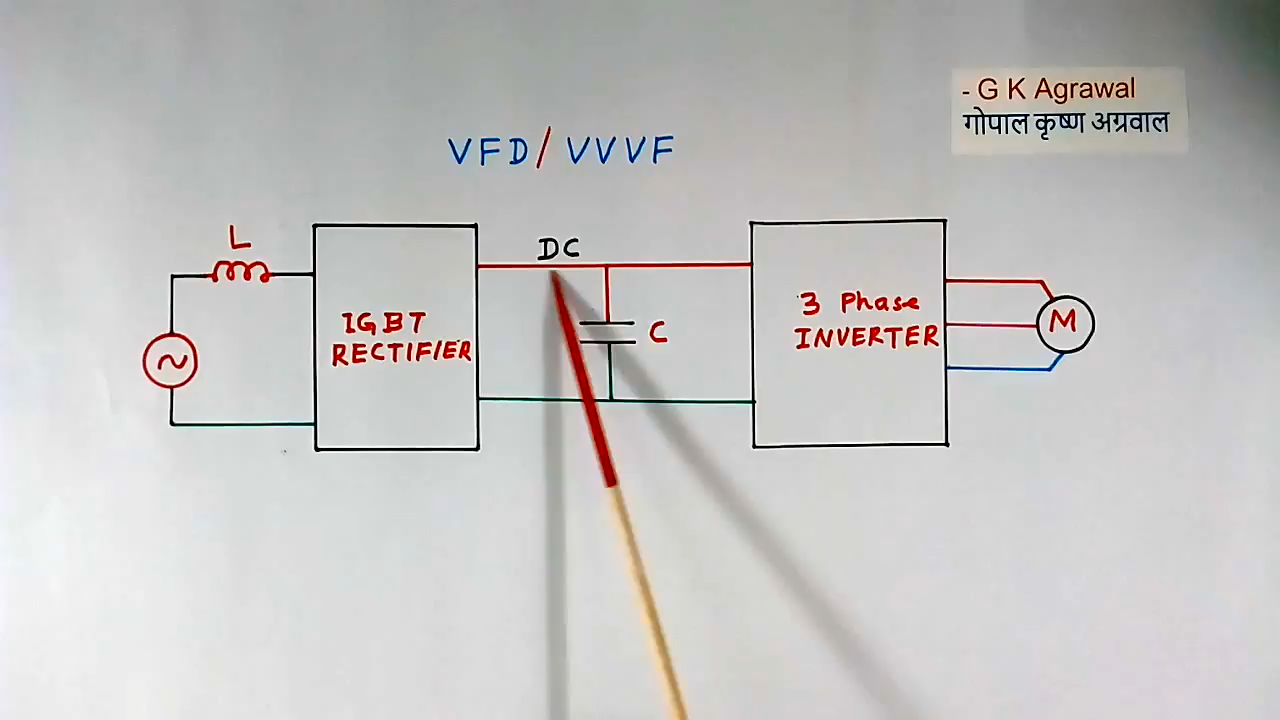 - G K Agrawal
गोपाल कृष्ण अग्रवाल
VFD/VVVF
L
DC
IGBT
RECTIFIER
C
3 Phase
INVERTER
M